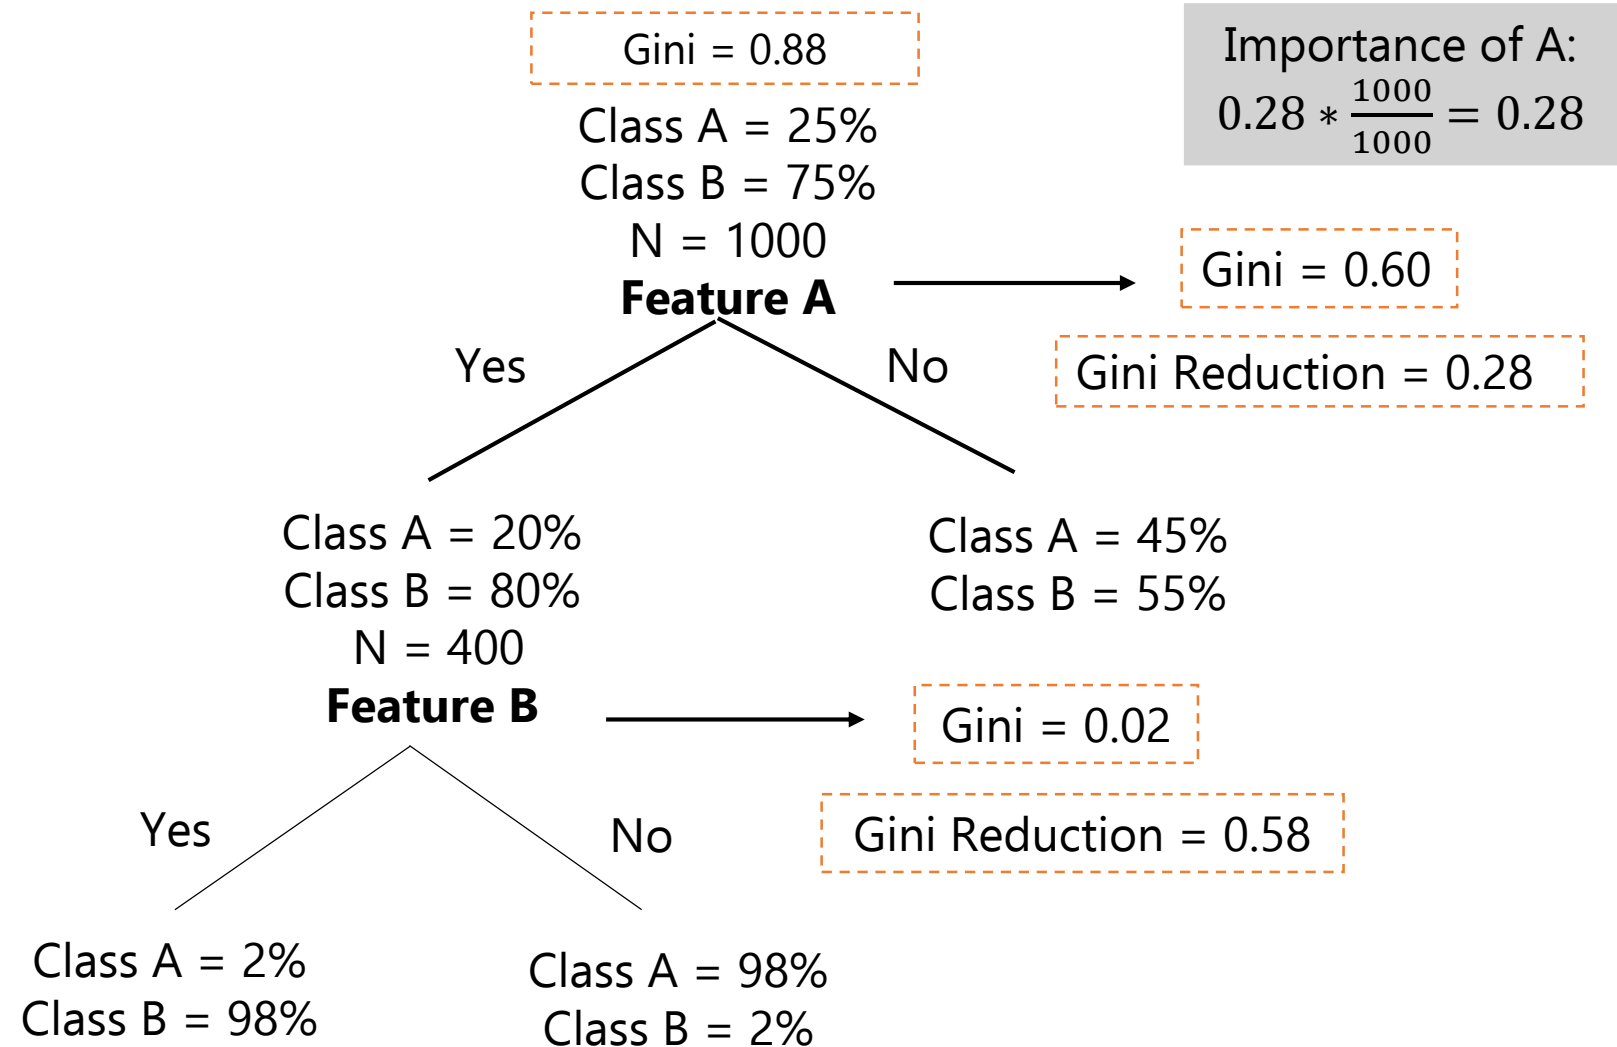 Gini = 0.88
Class A = 25%
Class B = 75%
N = 1000
Feature A
Importance of A:
0.28 * 1000/1000 = 0.28
Gini = 0.60
Gini Reduction = 0.28
Yes
No
Class A = 20%
Class B = 80%
N = 400
Feature B
Class A = 45%
Class B = 55%
Gini = 0.02
Gini Reduction = 0.58
Yes
No
Class A = 2%
Class B = 98%
Class A = 98%
Class B = 2%